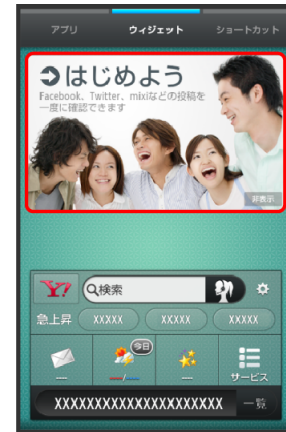 アプリ ウィジェット ショートカット
はじめよう
Facebook、Twitter、mixiなどの投稿を
一度に確認できます
非表示
Y! 検索
急上昇 XXXXX XXXXX XXXXX
今日
— —/— — サービス
XXXXXXXXXXXXXXXXXXXXX 一覧